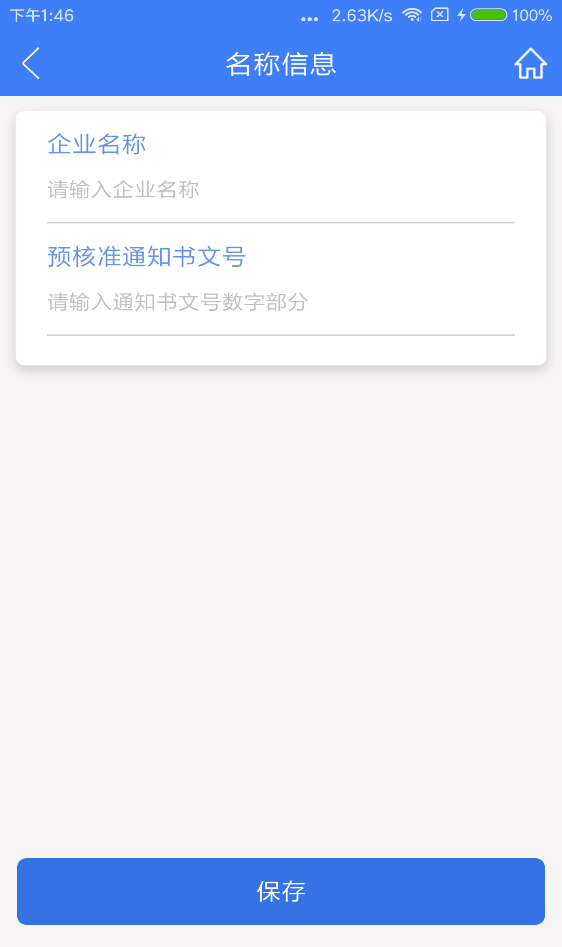 下午1:46 ... 2.63K/s 100%
名称信息
企业名称
请输入企业名称
预核准通知书文号
请输入通知书文号数字部分
保存